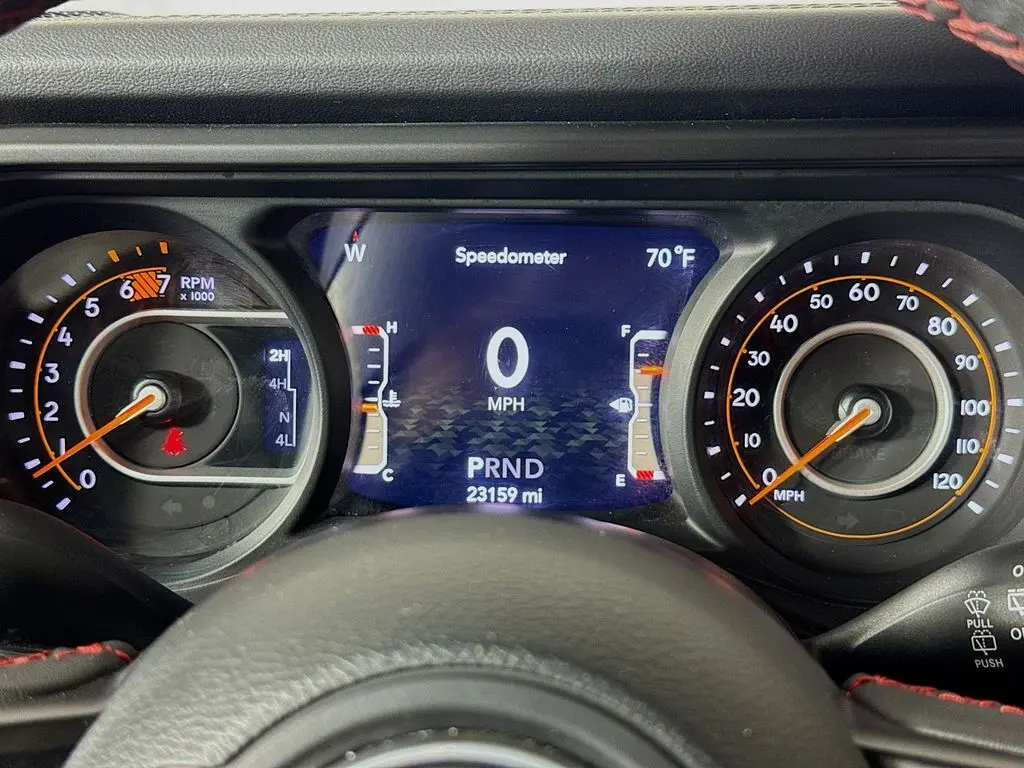 W
Speedometer
70°F
7
6
5
4
3
2
1
0
RPM
x 1000
2H
4H
N
4L
H
C
0
MPH
F
E
PRND
23159 mi
0
10
20
30
40
50
60
70
80
90
100
110
120
MPH
BRAKE
PULL
PUSH